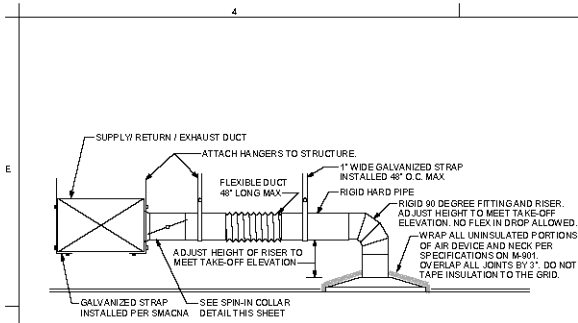 4
E
SUPPLY/ RETURN / EXHAUST DUCT
ATTACH HANGERS TO STRUCTURE.
FLEXIBLE DUCT
48" LONG MAX
1" WIDE GALVANIZED STRAP
INSTALLED 48" O.C. MAX.
RIGID HARD PIPE
RIGID 90 DEGREE FITTING AND RISER.
ADJUST HEIGHT TO MEET TAKE-OFF
ELEVATION. NO FLEX IN DROP ALLOWED.
ADJUST HEIGHT OF RISER TO
MEET TAKE-OFF ELEVATION
WRAP ALL UNINSULATED PORTIONS
OF AIR DEVICE AND NECK PER
SPECIFICATIONS ON M-901.
OVERLAP ALL JOINTS BY 3". DO NOT
TAPE INSULATION TO THE GRID.
GALVANIZED STRAP
INSTALLED PER SMACNA
SEE SPIN-IN COLLAR
DETAIL THIS SHEET